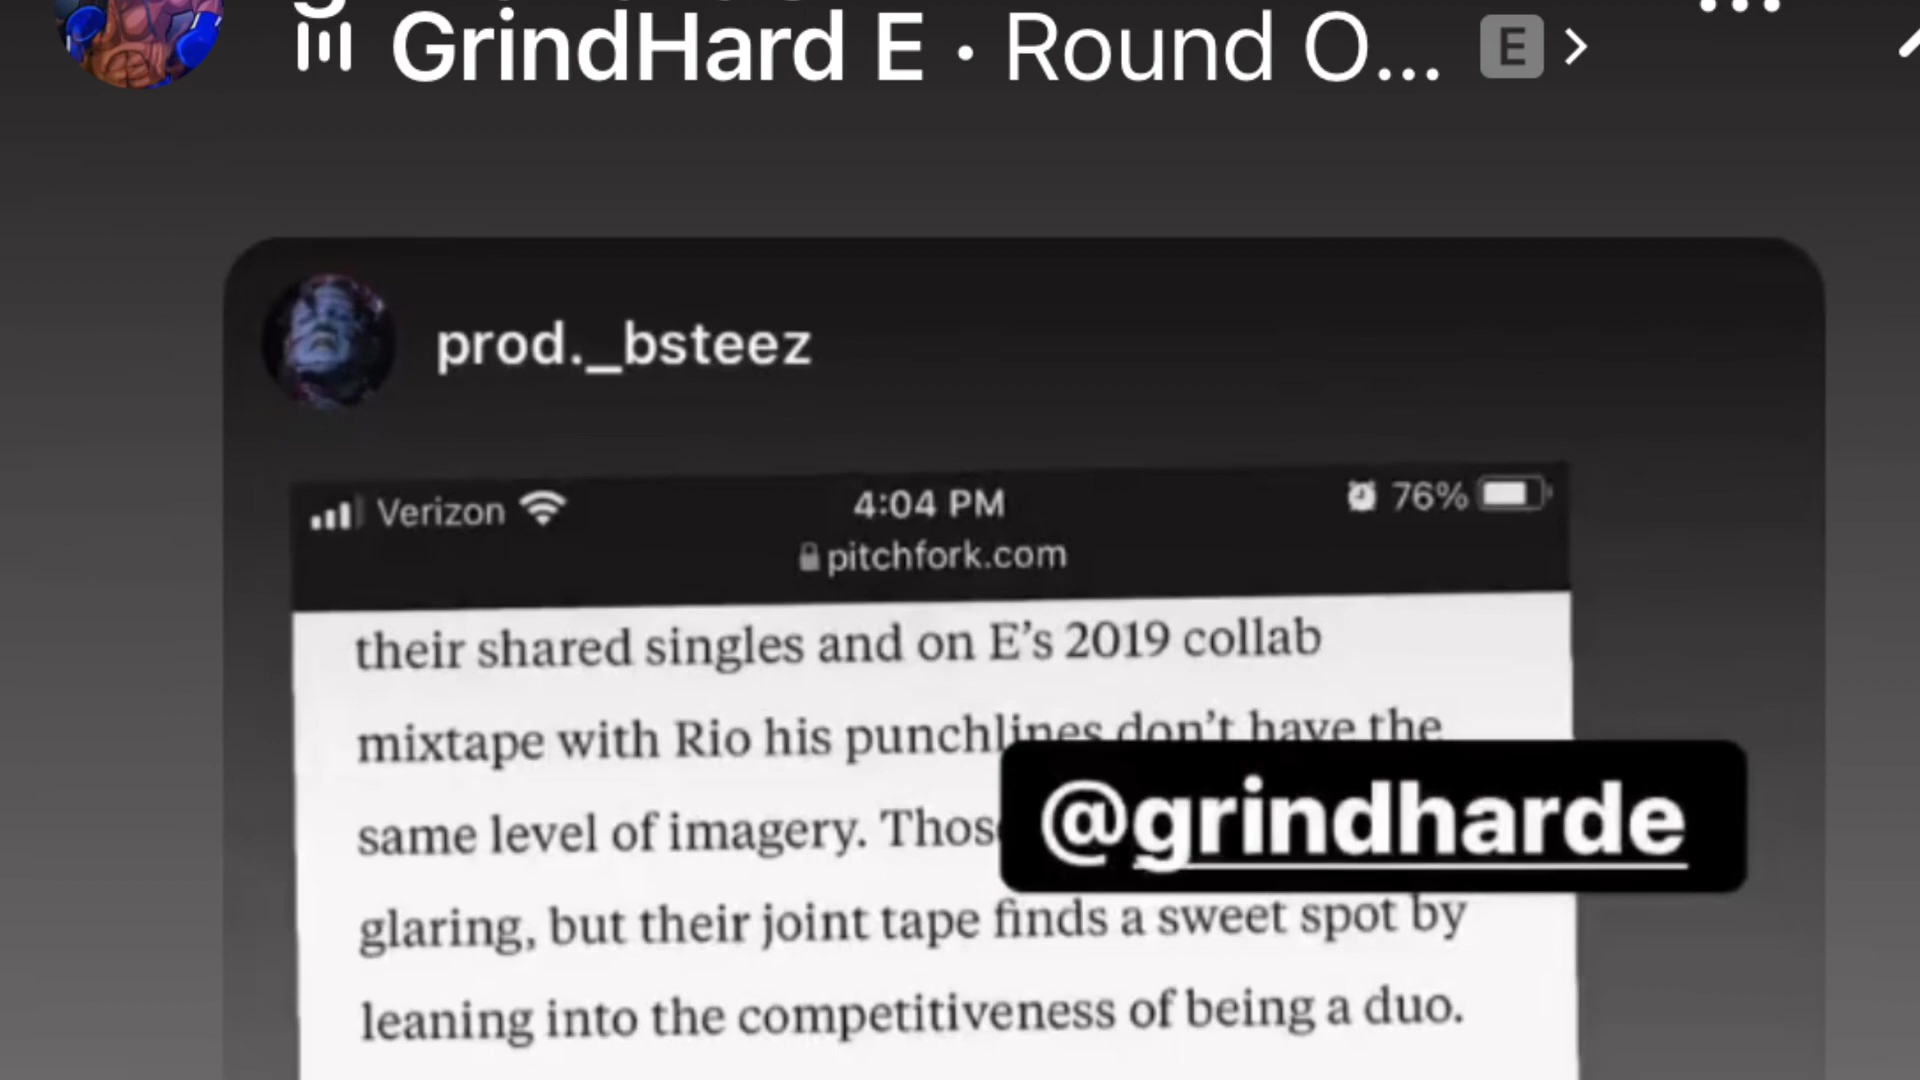 GrindHard E · Round O... E >
prod._bsteez
Verizon 4:04 PM 76%
pitchfork.com
their shared singles and on E's 2019 collab
mixtape with Rio his punchlines don't have the
same level of imagery. Thos
@grindharde
glaring, but their joint tape finds a sweet spot by
leaning into the competitiveness of being a duo.